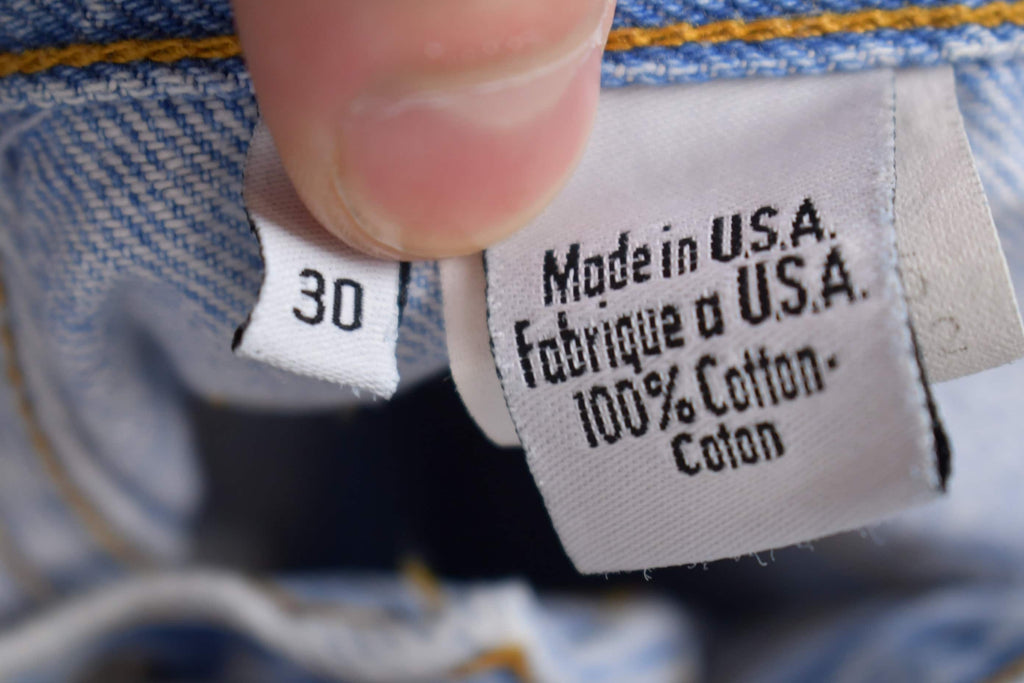 30
Made in U.S.A.
Fabrique a U.S.A.
100% Cotton·
Coton